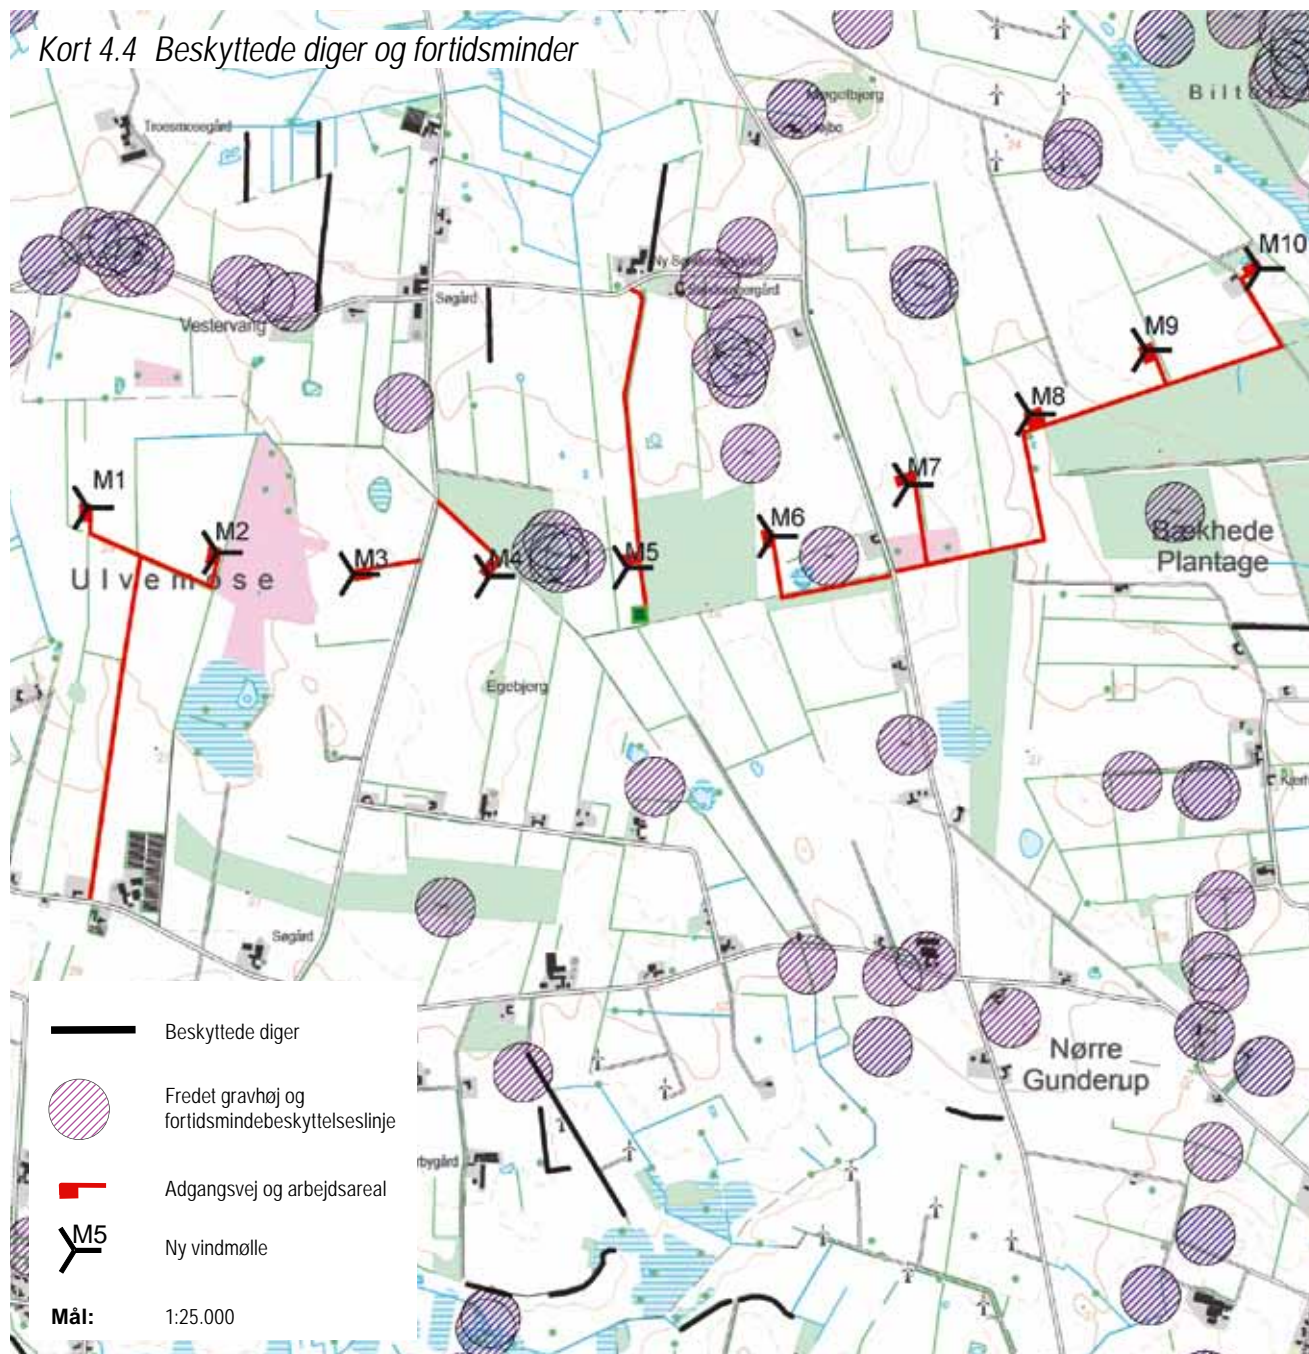 Kort 4.4 Beskyttede diger og fortidsminder
Møgelbjerg
Troesmosegård
M10
Søgård
Vestervang
M9
M8
M7
M1
M6
M2
M5
M3
M4
Bækhede
Plantage
Ulvemose
Egebjerg
Søgård
Nørre
Gunderup
Beskyttede diger
Fredet gravhøj og
fortidsmindebeskyttelseslinje
Adgangsvej og arbejdsareal
M5
Ny vindmølle
Mål: 1:25.000